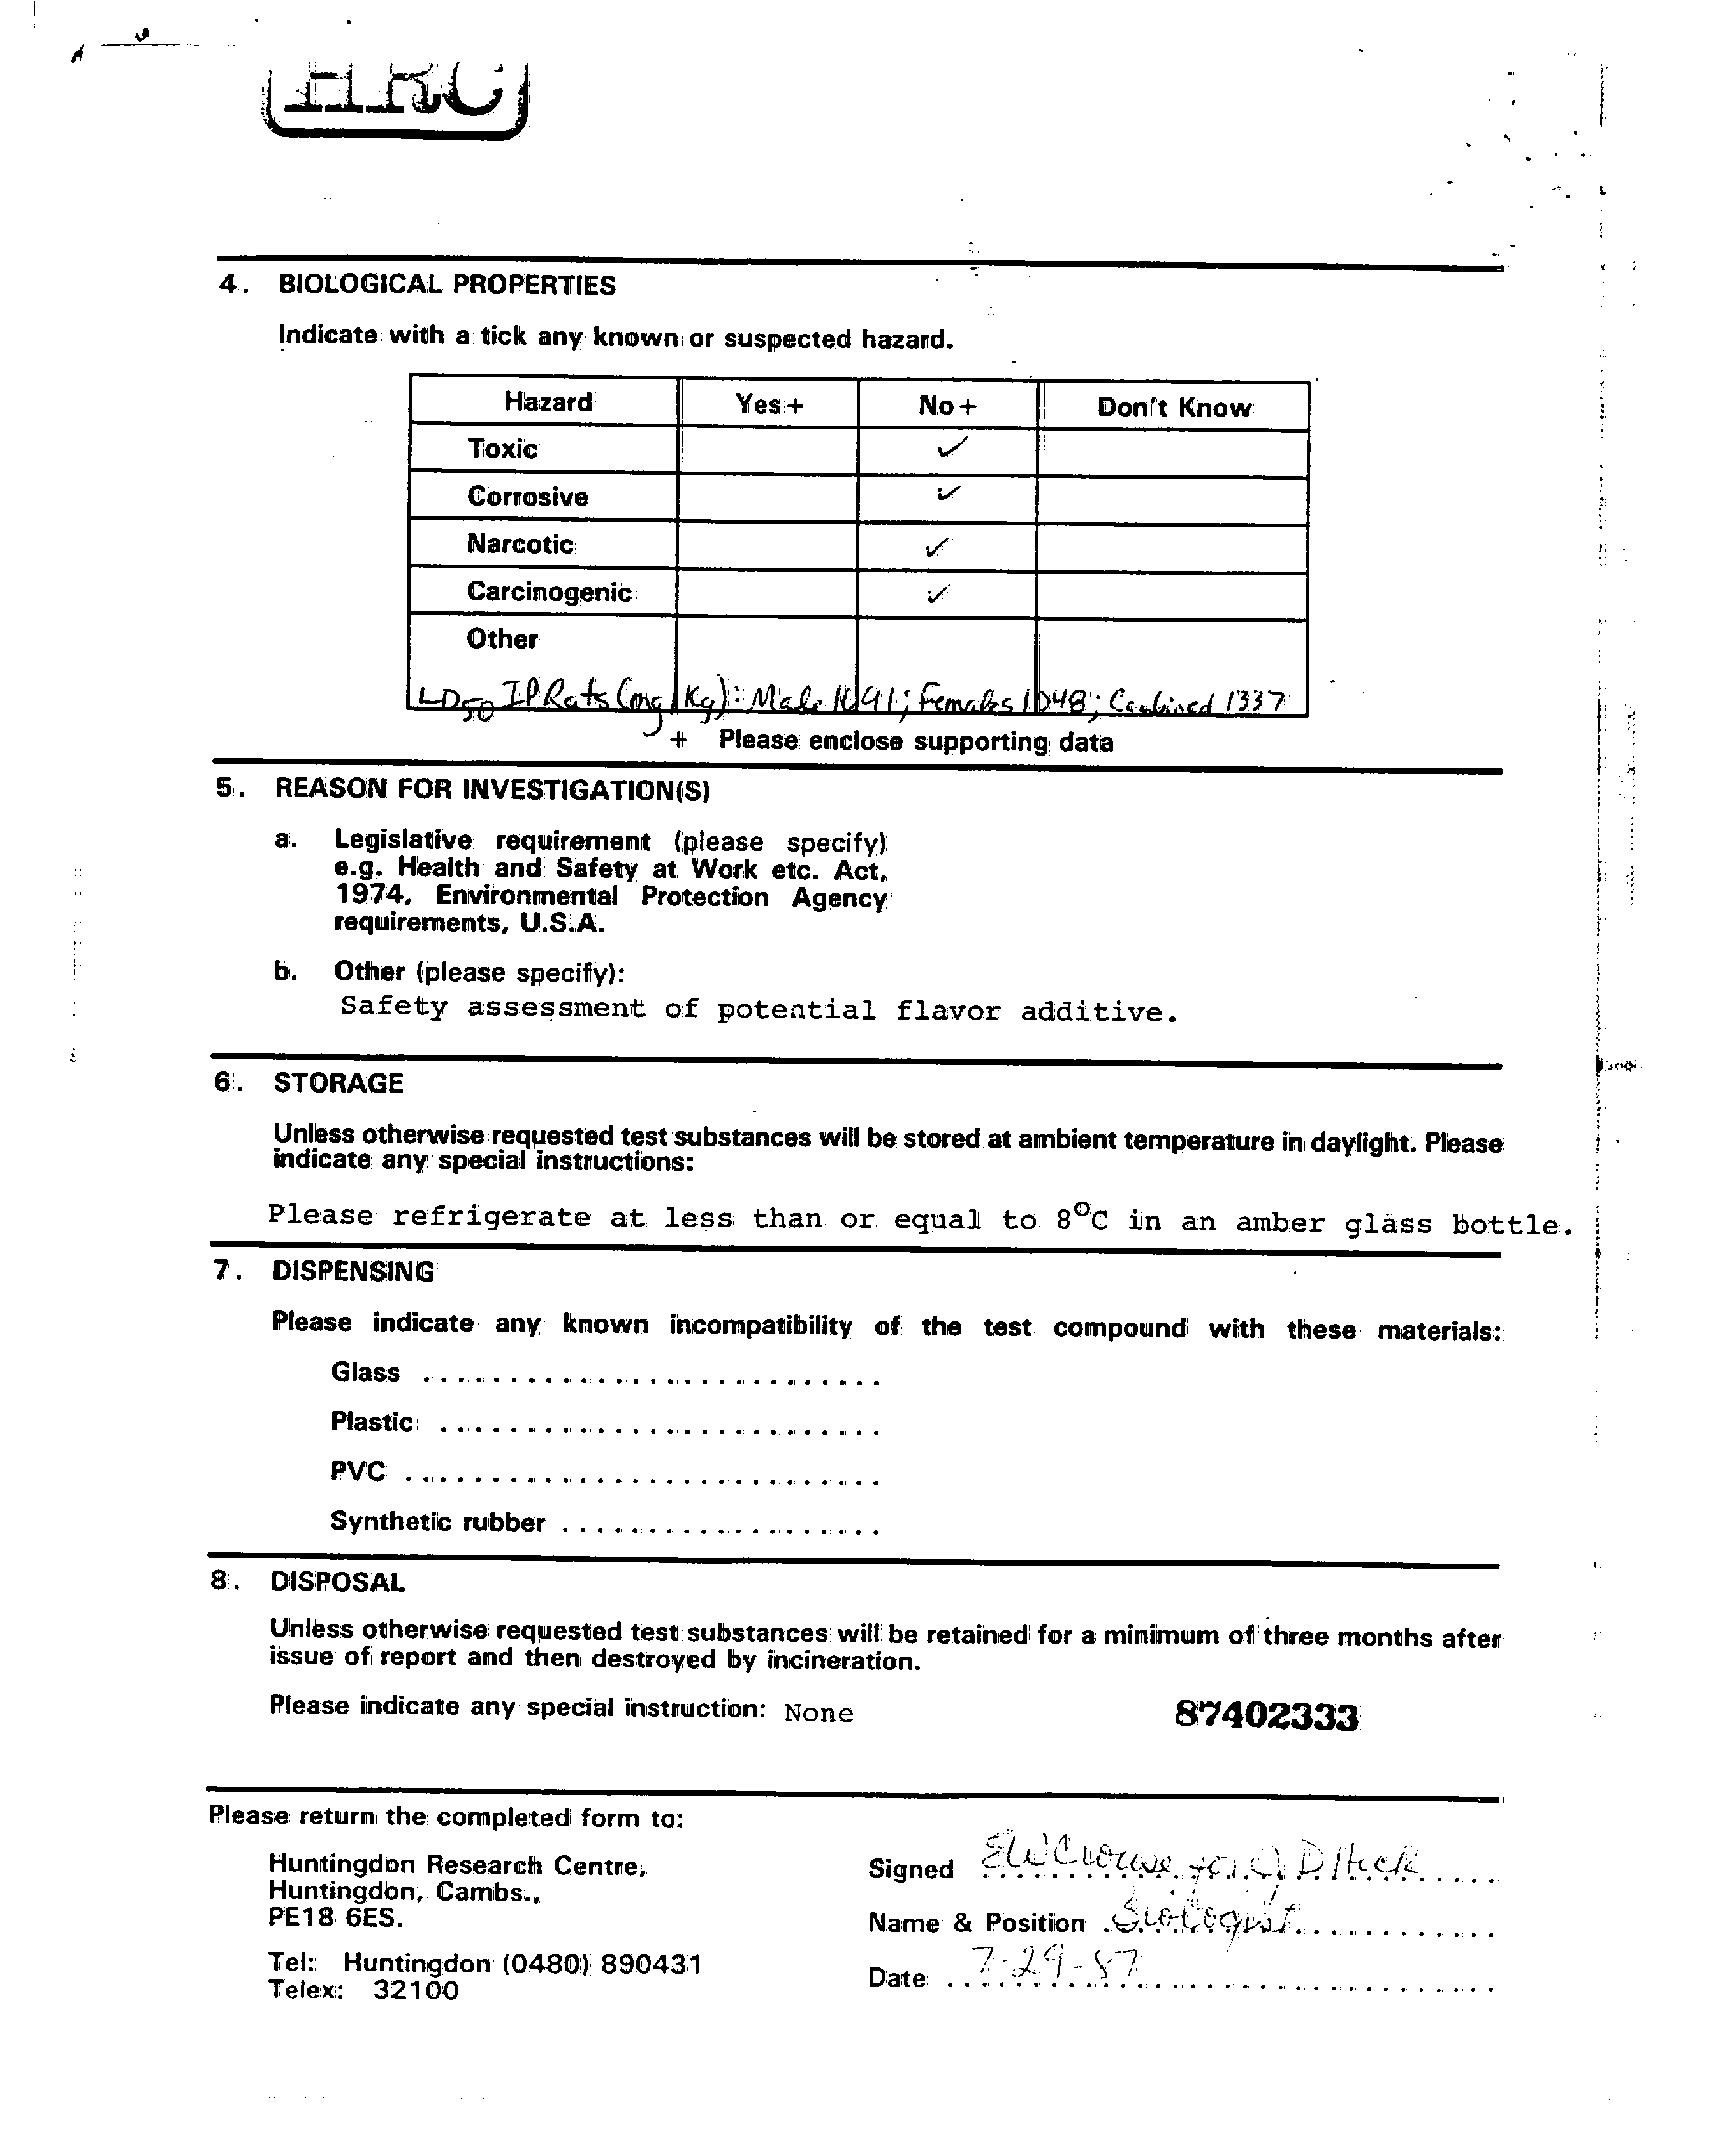 HRC
4. BIOLOGICAL PROPERTIES
Indicate with a tick any known or suspected hazard.
Hazard Yes+ No+ Don't Know
Toxic ✓
Corrosive ✓
Narcotic ✓
Carcinogenic ✓
Other
LD50 IP Rats (mg/Kg): Male 1691; Females 1048; Combined 1337
+ Please enclose supporting data
5. REASON FOR INVESTIGATION(S)
a. Legislative requirement (please specify)
e.g. Health and Safety at Work etc. Act,
1974, Environmental Protection Agency
requirements, U.S.A.
b. Other (please specify):
Safety assessment of potential flavor additive.
6. STORAGE
Unless otherwise requested test substances will be stored at ambient temperature in daylight. Please
indicate any special instructions:
Please refrigerate at less than or equal to 8°C in an amber glass bottle.
7. DISPENSING
Please indicate any known incompatibility of the test compound with these materials:
Glass
Plastic
PVC
Synthetic rubber
8. DISPOSAL
Unless otherwise requested test substances will be retained for a minimum of three months after
issue of report and then destroyed by incineration.
Please indicate any special instruction: None
87402333
Please return the completed form to:
Huntingdon Research Centre,
Huntingdon, Cambs.,
PE18 6ES.
Tel: Huntingdon (0480) 890431
Telex: 32100
Signed for D Heck
Name & Position Biologist
Date 7-29-87